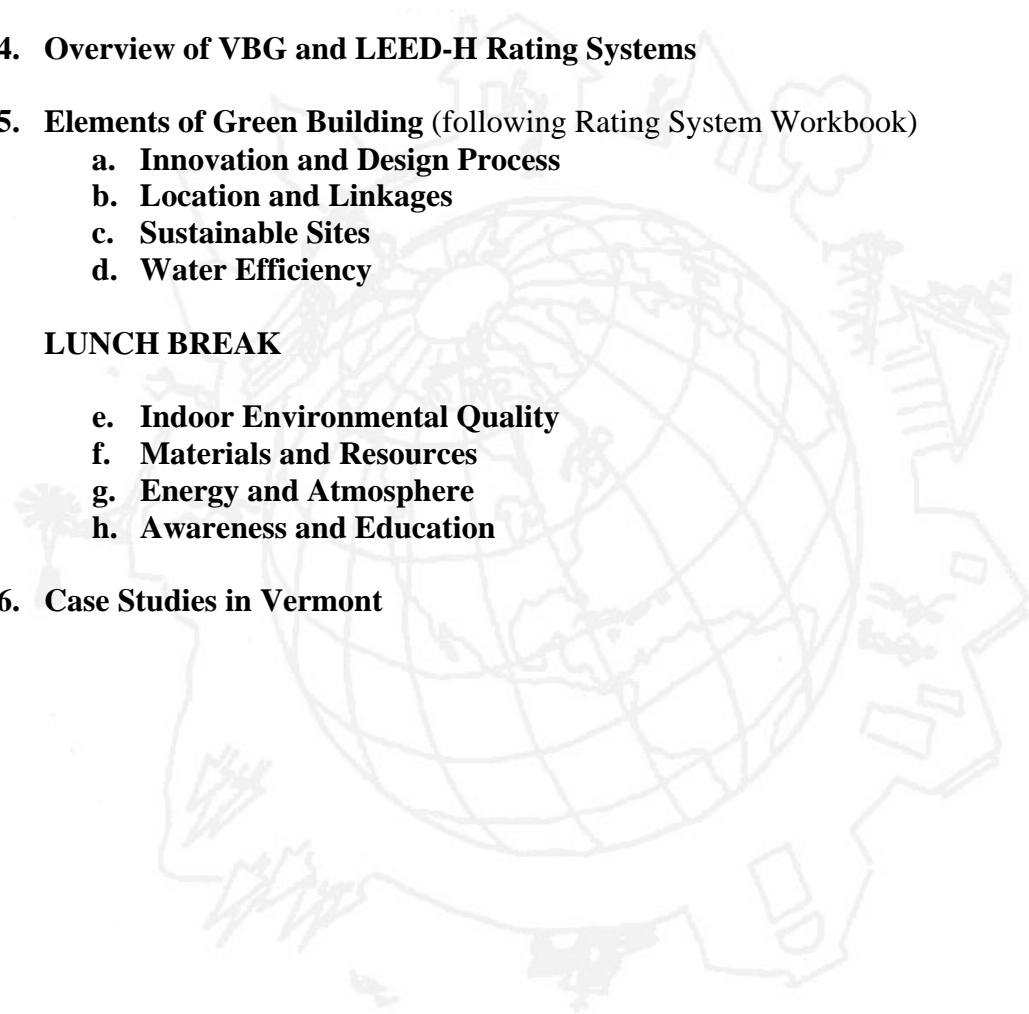 4. Overview of VBG and LEED-H Rating Systems
5. Elements of Green Building (following Rating System Workbook)
a. Innovation and Design Process
b. Location and Linkages
c. Sustainable Sites
d. Water Efficiency
LUNCH BREAK
e. Indoor Environmental Quality
f. Materials and Resources
g. Energy and Atmosphere
h. Awareness and Education
6. Case Studies in Vermont